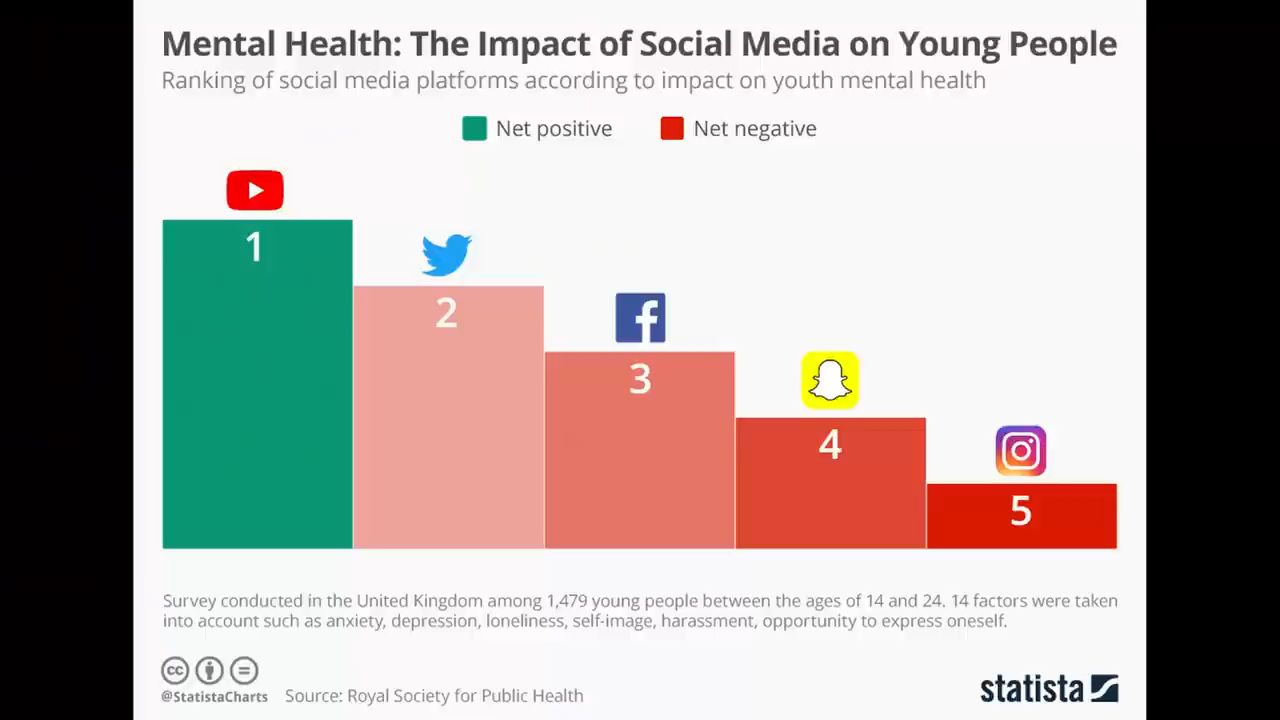 Mental Health: The Impact of Social Media on Young People
Ranking of social media platforms according to impact on youth mental health
Net positive Net negative
1
2
3
4
5
Survey conducted in the United Kingdom among 1,479 young people between the ages of 14 and 24. 14 factors were taken
into account such as anxiety, depression, loneliness, self-image, harassment, opportunity to express oneself.
cc
@StatistaCharts Source: Royal Society for Public Health
statista